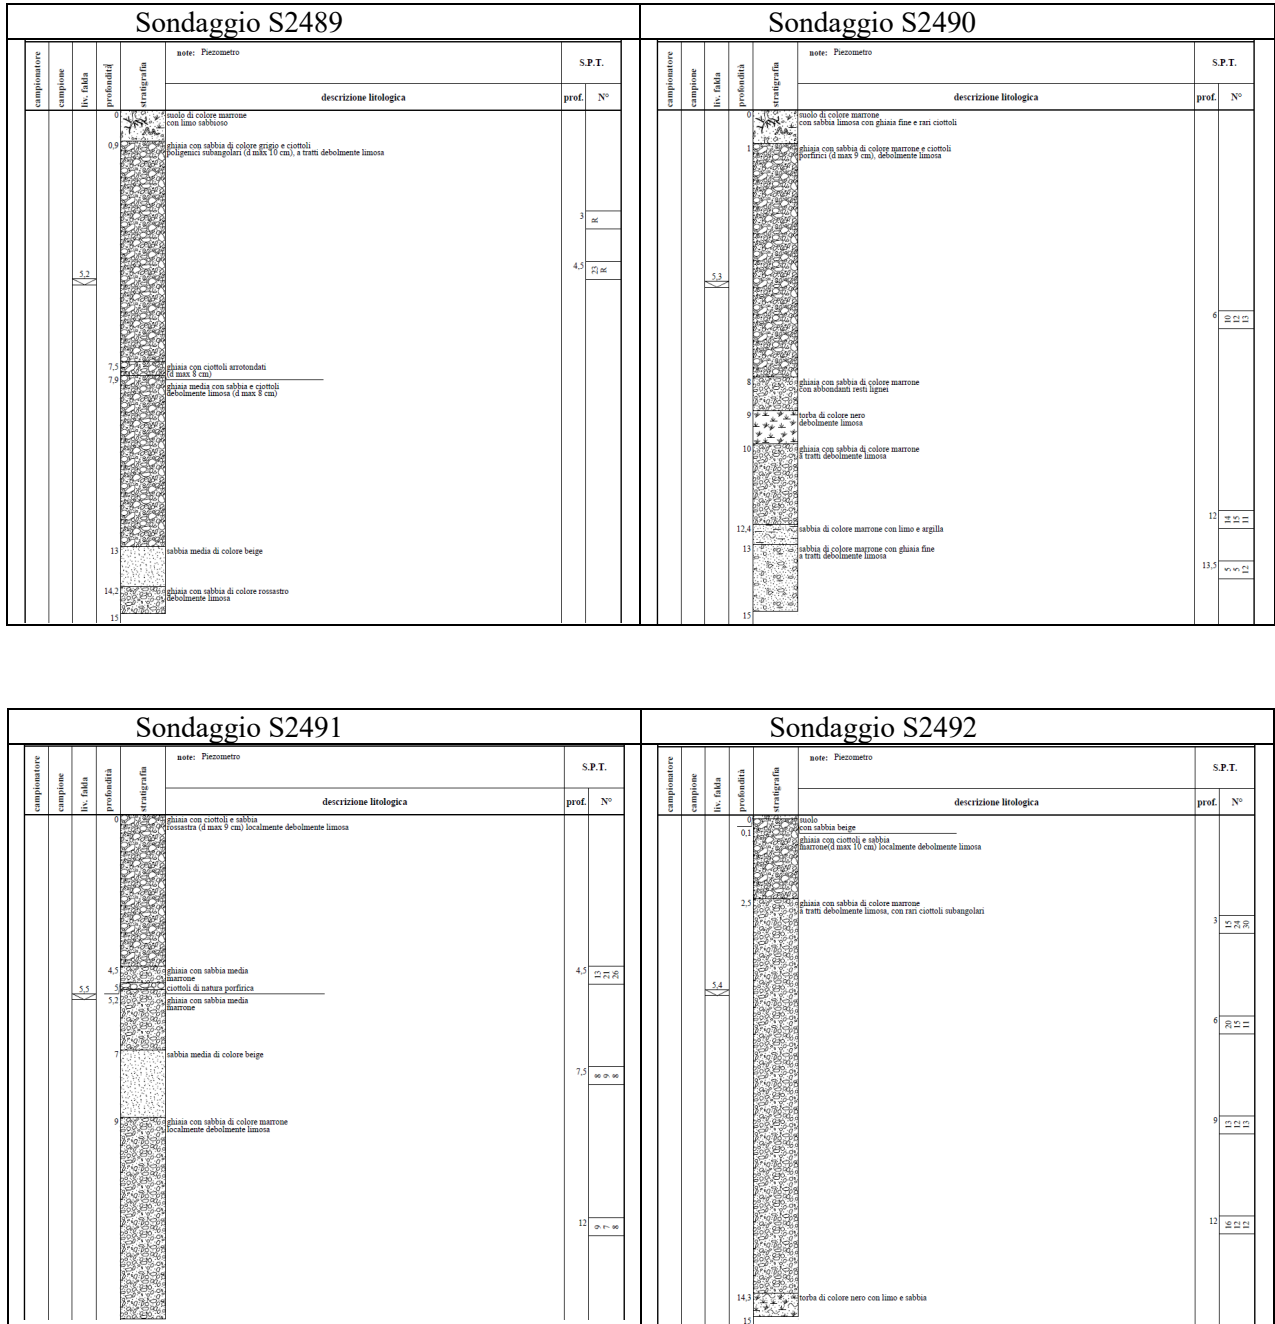 Sondaggio S2489
campionatore
campione
liv. falda
profondità
stratigrafia
note: Piezometro
descrizione litologica
S.P.T.
prof.
N°
0
suolo di colore marrone
con limo sabbioso
0,9
ghiaia con sabbia di colore grigio e ciottoli
poligenici subangolari (d max 10 cm), a tratti debolmente limosa
3
R
4,5
23 R
5,2
7,5
ghiaia con ciottoli arrotondati
(d max 8 cm)
7,9
ghiaia media con sabbia e ciottoli
debolmente limosa (d max 8 cm)
13
sabbia media di colore beige
14,2
ghiaia con sabbia di colore rossastro
debolmente limosa
15
Sondaggio S2490
campionatore
campione
liv. falda
profondità
stratigrafia
note: Piezometro
descrizione litologica
S.P.T.
prof.
N°
0
suolo di colore marrone
con sabbia limosa con ghiaia fine e rari ciottoli
1
ghiaia con sabbia di colore marrone e ciottoli
porfirici (d max 9 cm), debolmente limosa
5,3
6
10 12 13
8
ghiaia con sabbia di colore marrone
con abbondanti resti lignei
9
torba di colore nero
debolmente limosa
10
ghiaia con sabbia di colore marrone
a tratti debolmente limosa
12
14 15 11
12,4
sabbia di colore marrone con limo e argilla
13
sabbia di colore marrone con ghiaia fine
a tratti debolmente limosa
13,5
5 5 12
15
Sondaggio S2491
campionatore
campione
liv. falda
profondità
stratigrafia
note: Piezometro
descrizione litologica
S.P.T.
prof.
N°
0
ghiaia con ciottoli e sabbia
rossastra (d max 9 cm) localmente debolmente limosa
4,5
ghiaia con sabbia media
marrone
4,5
13 21 26
5
ciottoli di natura porfirica
5,5
5,2
ghiaia con sabbia media
marrone
7
sabbia media di colore beige
7,5
8 9 8
9
ghiaia con sabbia di colore marrone
localmente debolmente limosa
12
9 7 8
Sondaggio S2492
campionatore
campione
liv. falda
profondità
stratigrafia
note: Piezometro
descrizione litologica
S.P.T.
prof.
N°
0
suolo
con sabbia beige
0,1
ghiaia con ciottoli e sabbia
marrone(d max 10 cm) localmente debolmente limosa
2,5
ghiaia con sabbia di colore marrone
a tratti debolmente limosa, con rari ciottoli subangolari
3
15 24 30
5,4
6
20 15 11
9
13 12 13
12
16 12 12
14,3
torba di colore nero con limo e sabbia
15